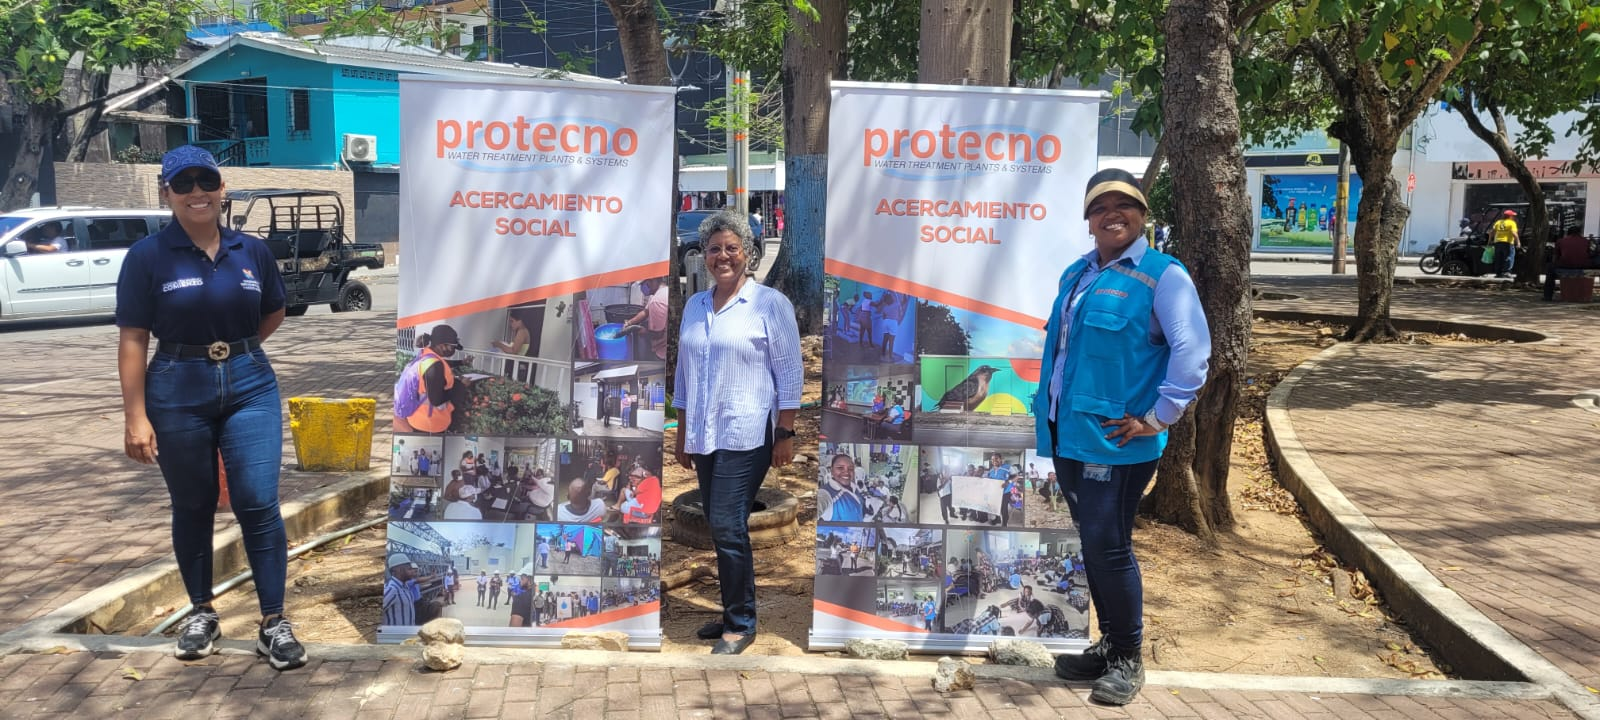 protecno
WATER TREATMENT PLANTS & SYSTEMS
ACERCAMIENTO
SOCIAL
protecno
WATER TREATMENT PLANTS & SYSTEMS
ACERCAMIENTO
SOCIAL